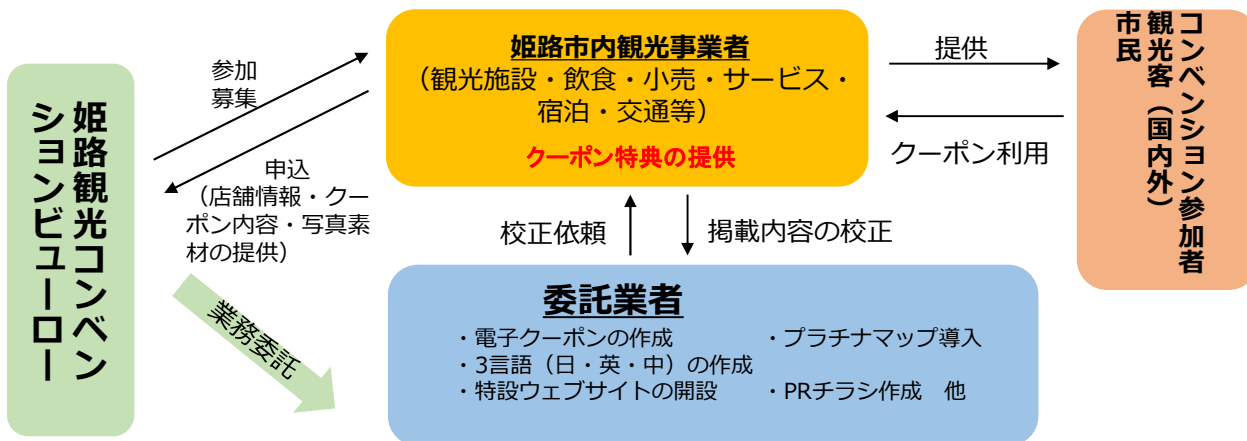 姫路観光コンベン
ションビューロー
参加
募集
申込
（店舗情報・クー
ポン内容・写真素
材の提供）
業務委託
姫路市内観光事業者
（観光施設・飲食・小売・サービス・
宿泊・交通等）
クーポン特典の提供
提供
クーポン利用
コンベンション参加者
観光客（国内外）
市民
校正依頼
掲載内容の校正
委託業者
・電子クーポンの作成　・プラチナマップ導入
・3言語（日・英・中）の作成
・特設ウェブサイトの開設　・PRチラシ作成　他